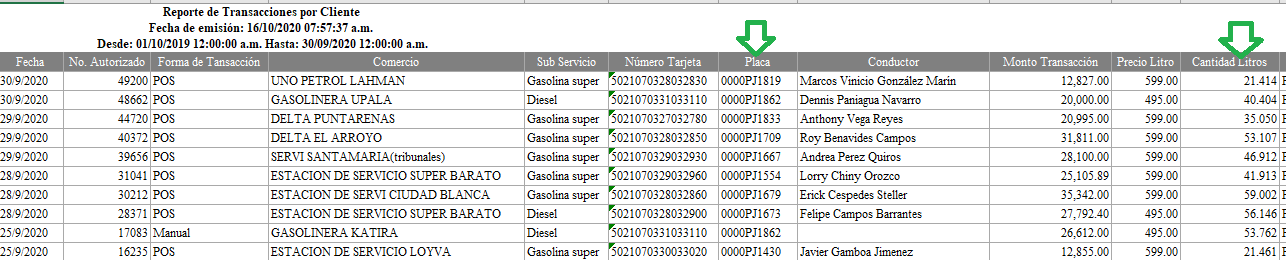 Reporte de Transacciones por Cliente
Fecha de emisión: 16/10/2020 07:57:37 a.m.
Desde: 01/10/2019 12:00:00 a.m. Hasta: 30/09/2020 12:00:00 a.m.
Fecha No. Autorizado Forma de Tansacción Comercio Sub Servicio Número Tarjeta Placa Conductor Monto Transacción Precio Litro Cantidad Litros
30/9/2020 49200 POS UNO PETROL LAHMAN Gasolina super 5021070328032830 0000PJ1819 Marcos Vinicio González Marín 12,827.00 599.00 21.414
30/9/2020 48662 POS GASOLINERA UPALA Diesel 5021070331033110 0000PJ1862 Dennis Paniagua Navarro 20,000.00 495.00 40.404
29/9/2020 44720 POS DELTA PUNTARENAS Gasolina super 5021070327032780 0000PJ1833 Anthony Vega Reyes 20,995.00 599.00 35.050
29/9/2020 40372 POS DELTA EL ARROYO Gasolina super 5021070328032850 0000PJ1709 Roy Benavides Campos 31,811.00 599.00 53.107
29/9/2020 39656 POS SERVI SANTAMARIA(tribunales) Gasolina super 5021070329032930 0000PJ1667 Andrea Perez Quiros 28,100.00 599.00 46.912
28/9/2020 31041 POS ESTACION DE SERVICIO SUPER BARATO Gasolina super 5021070329032960 0000PJ1554 Lorry Chiny Orozco 25,105.89 599.00 41.913
28/9/2020 30212 POS ESTACION DE SERVI CIUDAD BLANCA Gasolina super 5021070328032860 0000PJ1679 Erick Cespedes Steller 35,342.00 599.00 59.002
28/9/2020 28371 POS ESTACION DE SERVICIO SUPER BARATO Diesel 5021070328032900 0000PJ1673 Felipe Campos Barrantes 27,792.40 495.00 56.146
25/9/2020 17083 Manual GASOLINERA KATIRA Diesel 5021070331033110 0000PJ1862 26,612.00 495.00 53.762
25/9/2020 16235 POS ESTACION DE SERVICIO LOYVA Gasolina super 5021070330033020 0000PJ1430 Javier Gamboa Jimenez 12,855.00 599.00 21.461